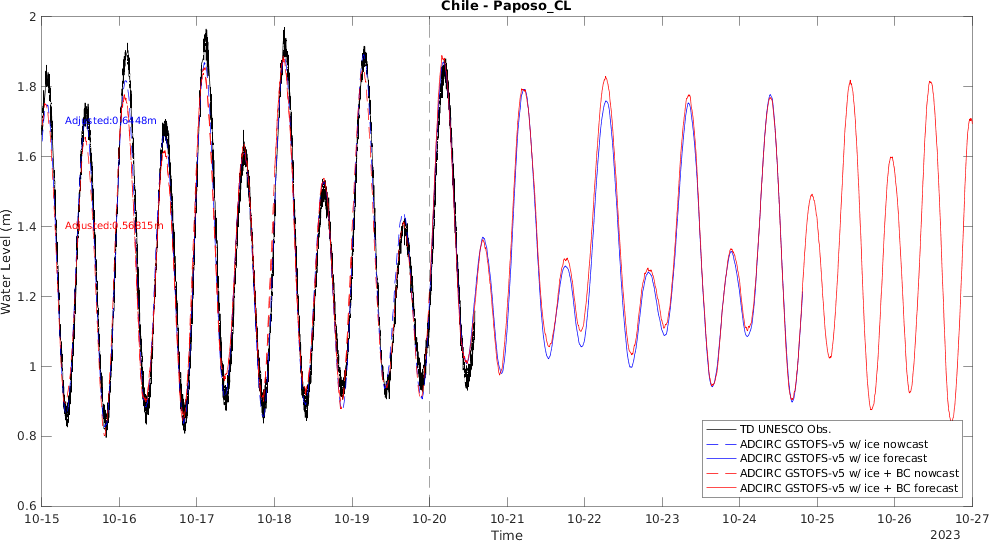 Chile - Paposo_CL
2
1.8
1.6
1.4
1.2
1
0.8
0.6
Water Level (m)
Adjusted:0.6448m
Adjusted:0.56815m
TD UNESCO Obs.
ADCIRC GSTOFS-v5 w/ ice nowcast
ADCIRC GSTOFS-v5 w/ ice forecast
ADCIRC GSTOFS-v5 w/ ice + BC nowcast
ADCIRC GSTOFS-v5 w/ ice + BC forecast
10-15 10-16 10-17 10-18 10-19 10-20 10-21 10-22 10-23 10-24 10-25 10-26 10-27
Time
2023